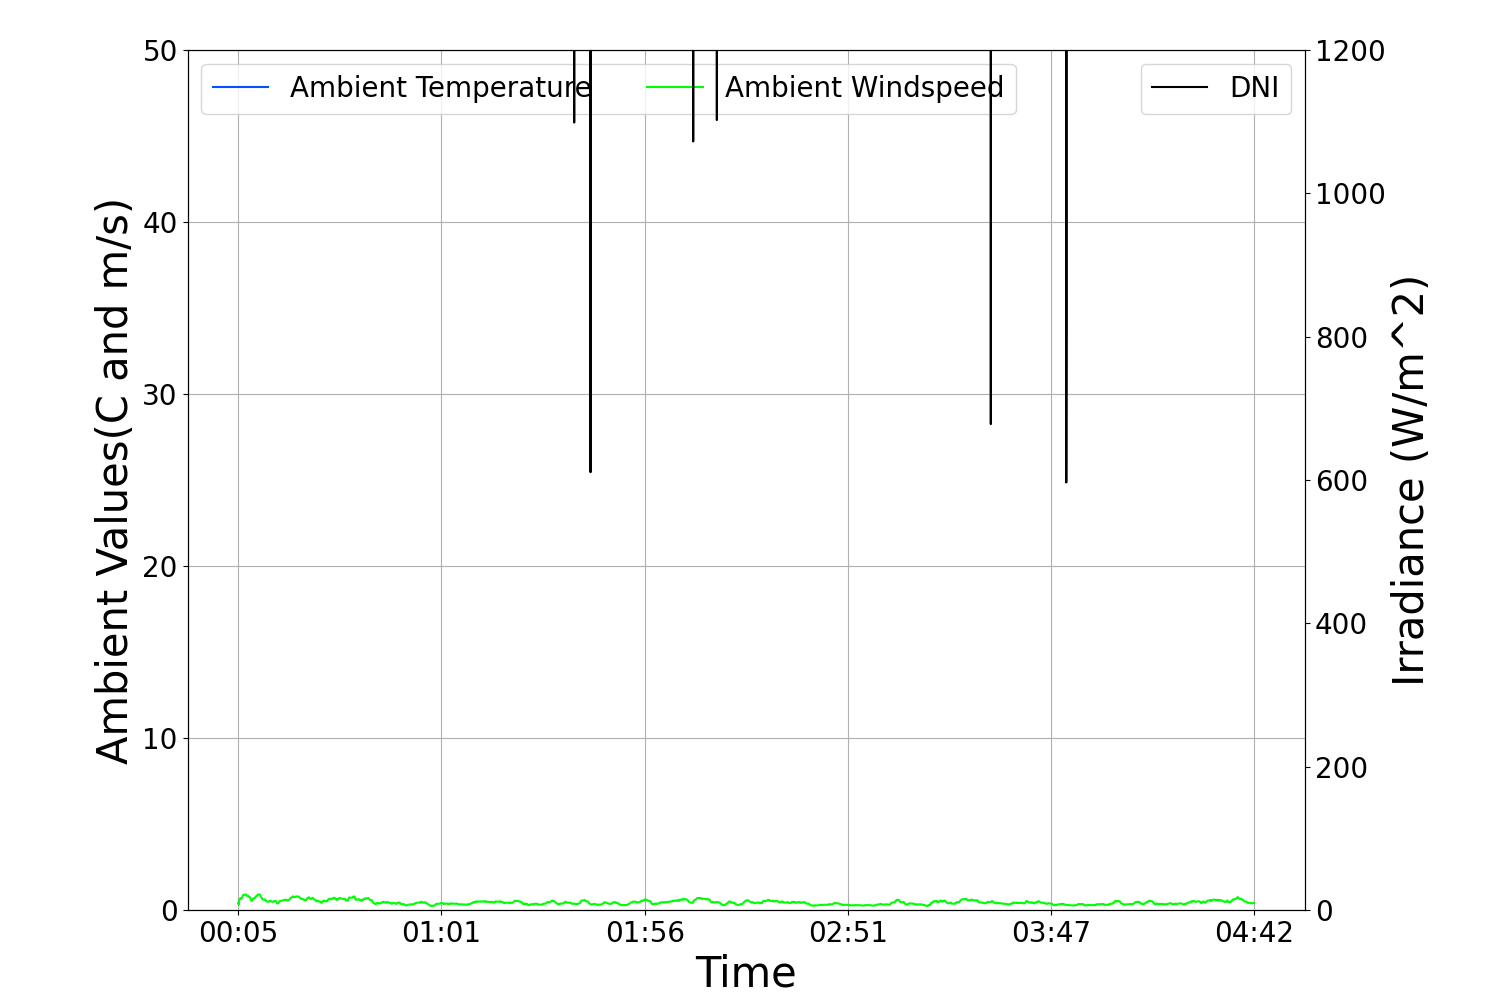 50
40
30
20
10
0
Ambient Values(C and m/s)
Ambient Temperature
Ambient Windspeed
DNI
1200
1000
800
600
400
200
0
Irradiance (W/m^2)
00:05 01:01 01:56 02:51 03:47 04:42
Time